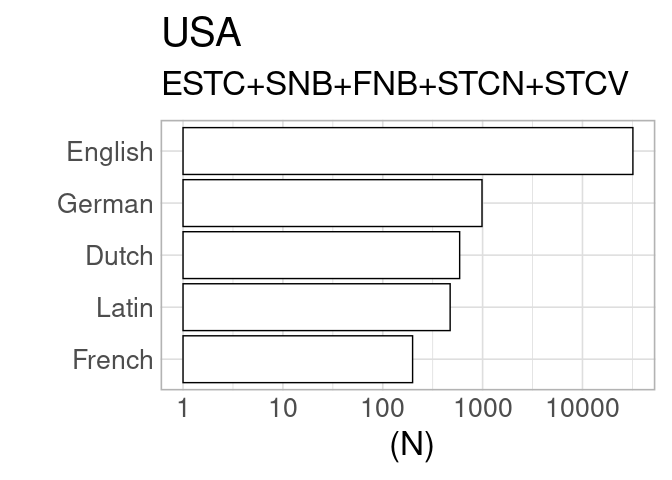 USA
ESTC+SNB+FNB+STCN+STCV
English
German
Dutch
Latin
French
1 10 100 1000 10000
(N)